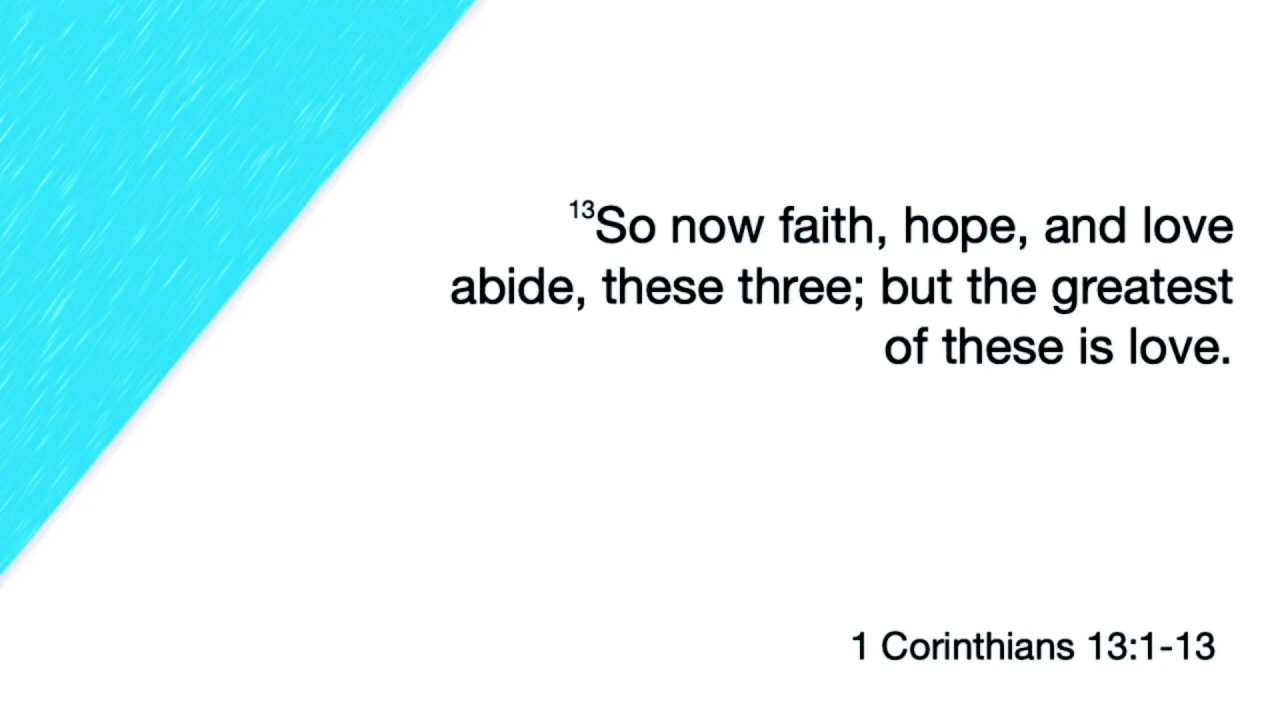 ¹³So now faith, hope, and love
abide, these three; but the greatest
of these is love.
1 Corinthians 13:1-13